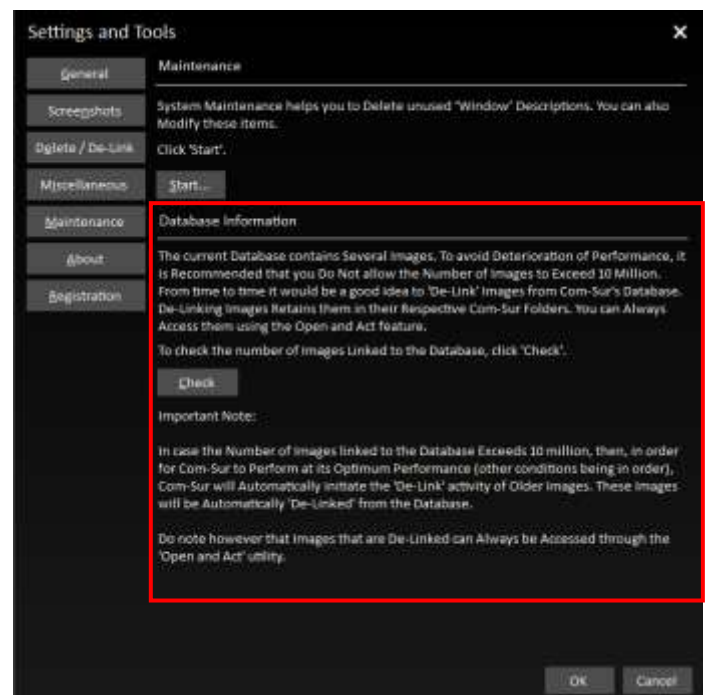 Settings and Tools
General
Screenshots
Delete / De-Link
Miscellaneous
Maintenance
About
Registration
Maintenance
System Maintenance helps you to Delete unused 'Window' Descriptions. You can also
Modify these items.
Click 'Start'.
Start...
Database Information
The current Database contains Several Images. To avoid Deterioration of Performance, it
is Recommended that you Do Not allow the Number of Images to Exceed 10 Million.
From time to time it would be a good idea to 'De-Link' Images from Com-Sur's Database.
De-Linking Images Retains them in their Respective Com-Sur Folders. You can Always
Access them using the Open and Act feature.
To check the number of Images Linked to the Database, click 'Check'.
Check
Important Note:
In case the Number of Images linked to the Database Exceeds 10 million, then, in order
for Com-Sur to Perform at its Optimum Performance (other conditions being in order),
Com-Sur will Automatically initiate the 'De-Link' activity of Older Images. These Images
will be Automatically 'De-Linked' from the Database.
Do note however that Images that are De-Linked can Always be Accessed through the
'Open and Act' utility.
OK
Cancel